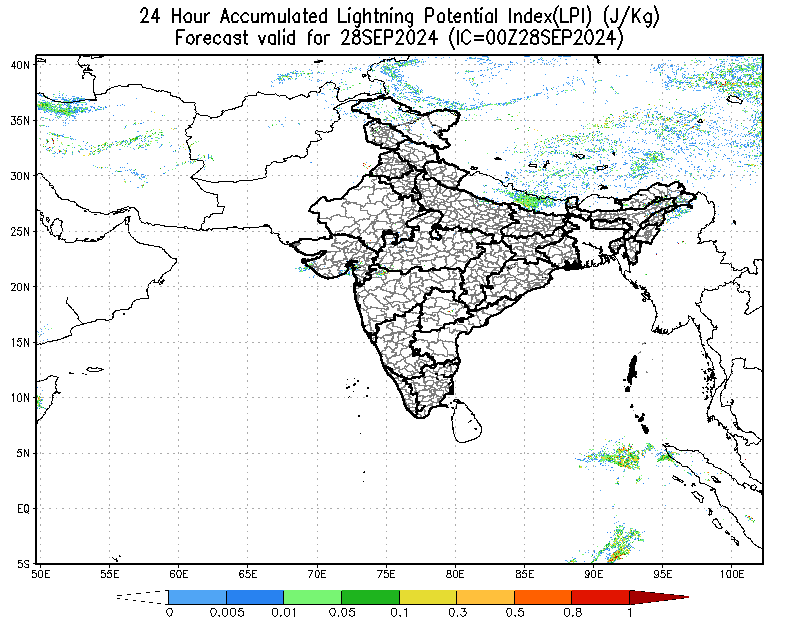 24 Hour Accumulated Lightning Potential Index(LPI) (J/Kg)
Forecast valid for 28SEP2024 (IC=00Z28SEP2024)
40N
35N
30N
25N
20N
15N
10N
5N
EQ
5S
50E 55E 60E 65E 70E 75E 80E 85E 90E 95E 100E
0 0.005 0.01 0.05 0.1 0.3 0.5 0.8 1